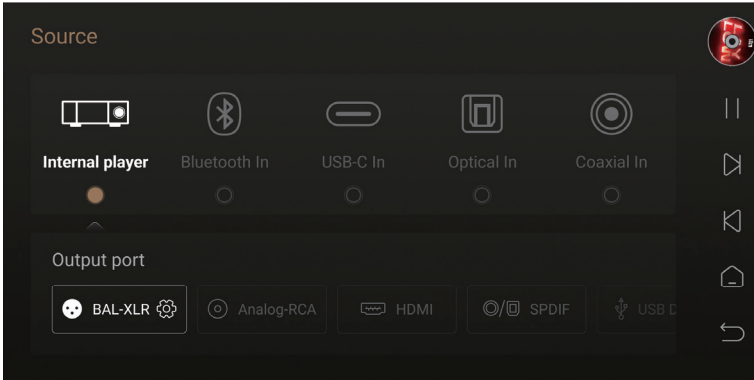 Source
Internal player
Bluetooth In
USB-C In
Optical In
Coaxial In
Output port
BAL-XLR
Analog-RCA
HDMI
SPDIF
USB D